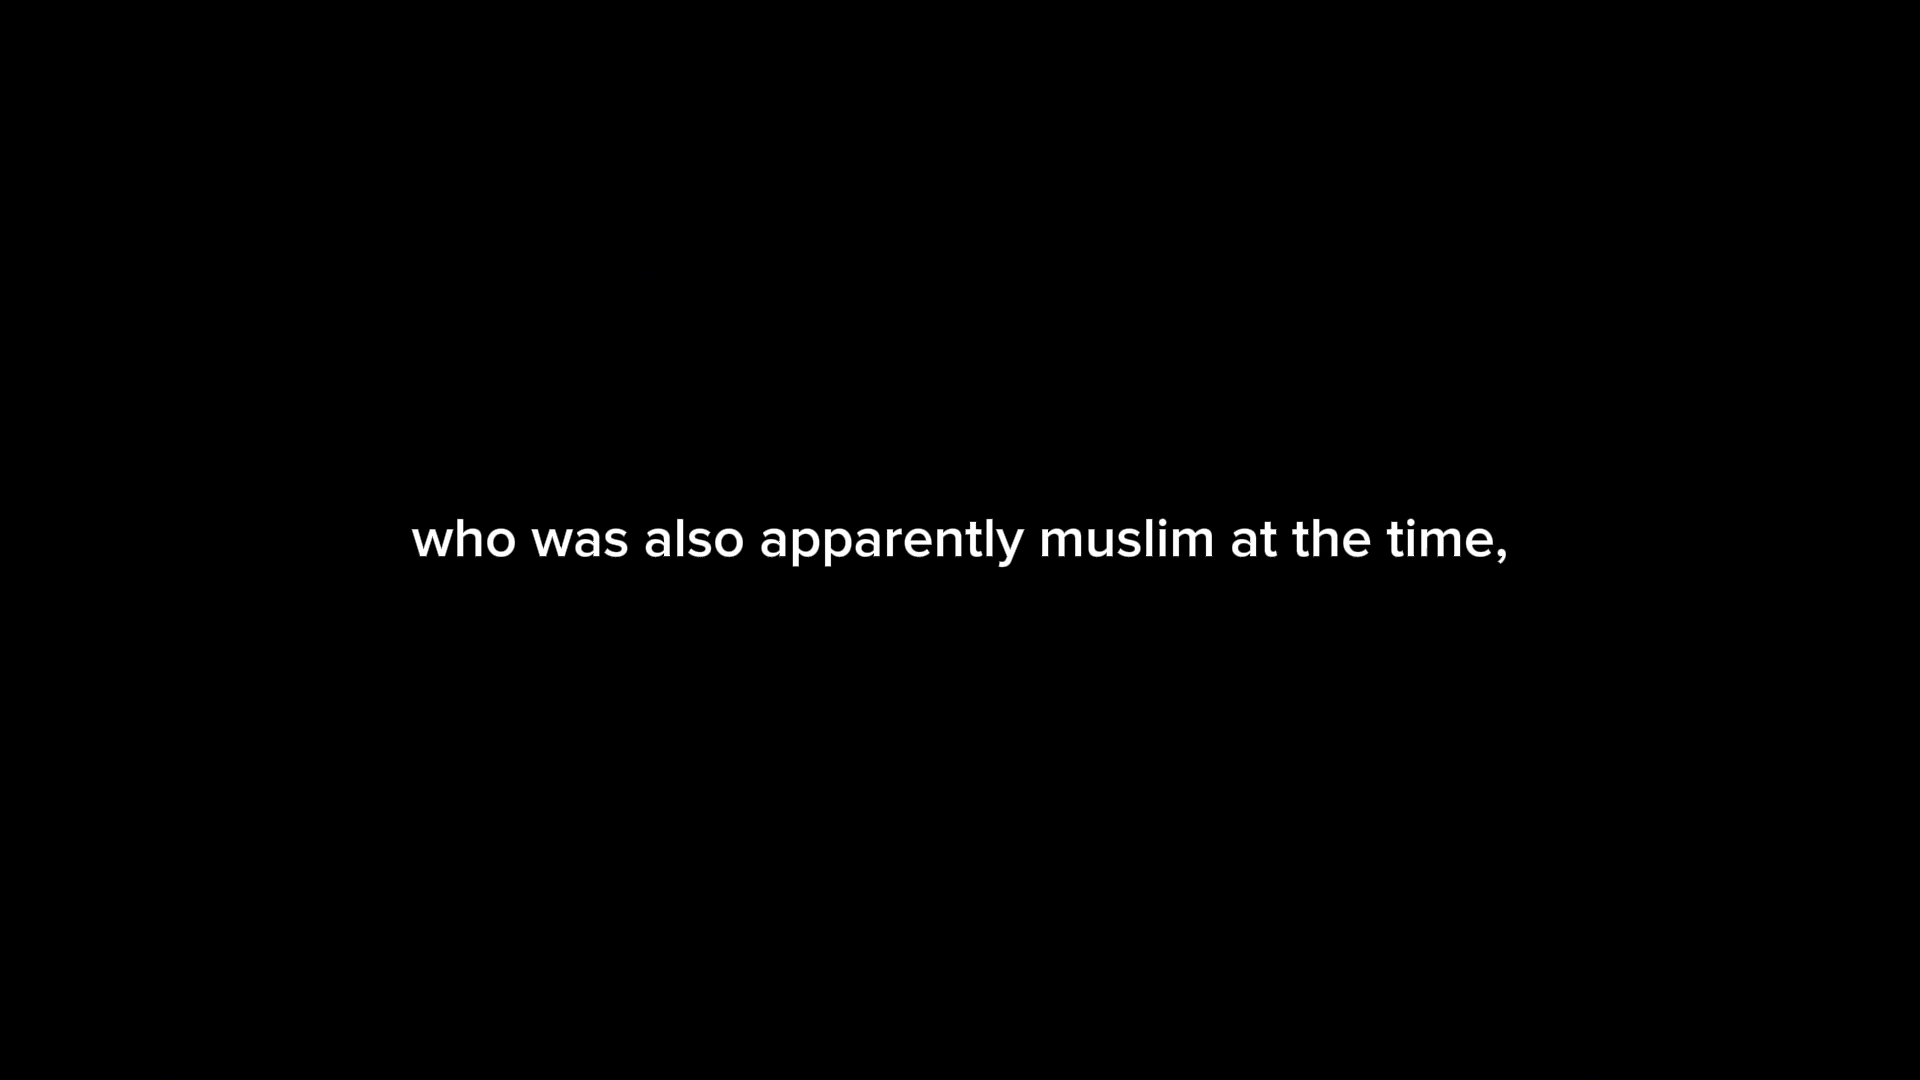 who was also apparently muslim at the time,